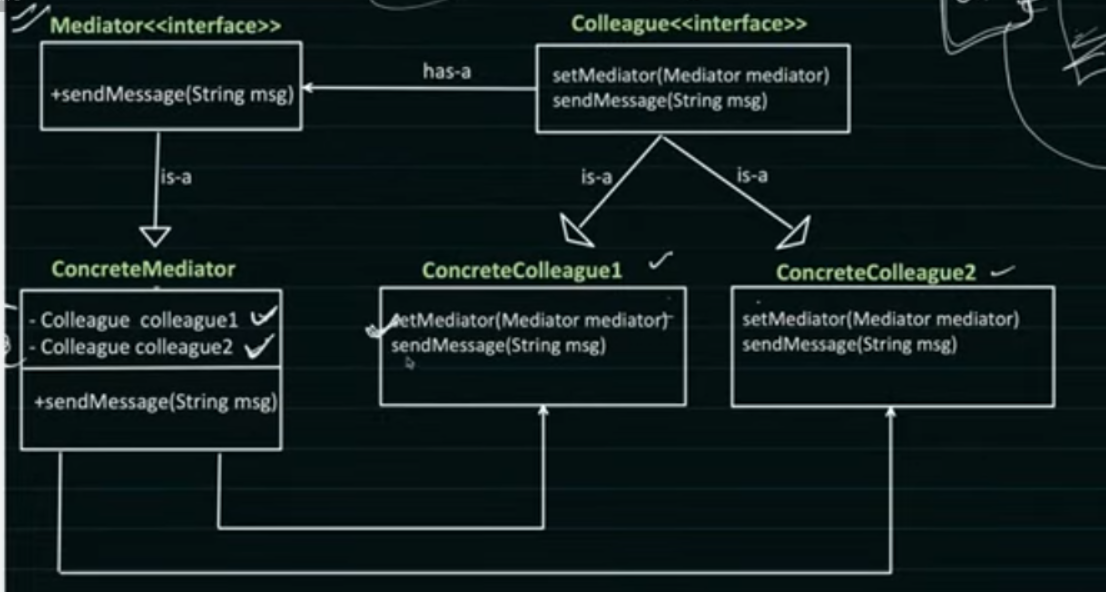 Mediator<<interface>>
+sendMessage(String msg)
has-a
Colleague<<interface>>
setMediator(Mediator mediator)
sendMessage(String msg)
is-a
is-a
is-a
ConcreteMediator
- Colleague colleague1
- Colleague colleague2
+sendMessage(String msg)
ConcreteColleague1
setMediator(Mediator mediator)
sendMessage(String msg)
ConcreteColleague2
setMediator(Mediator mediator)
sendMessage(String msg)